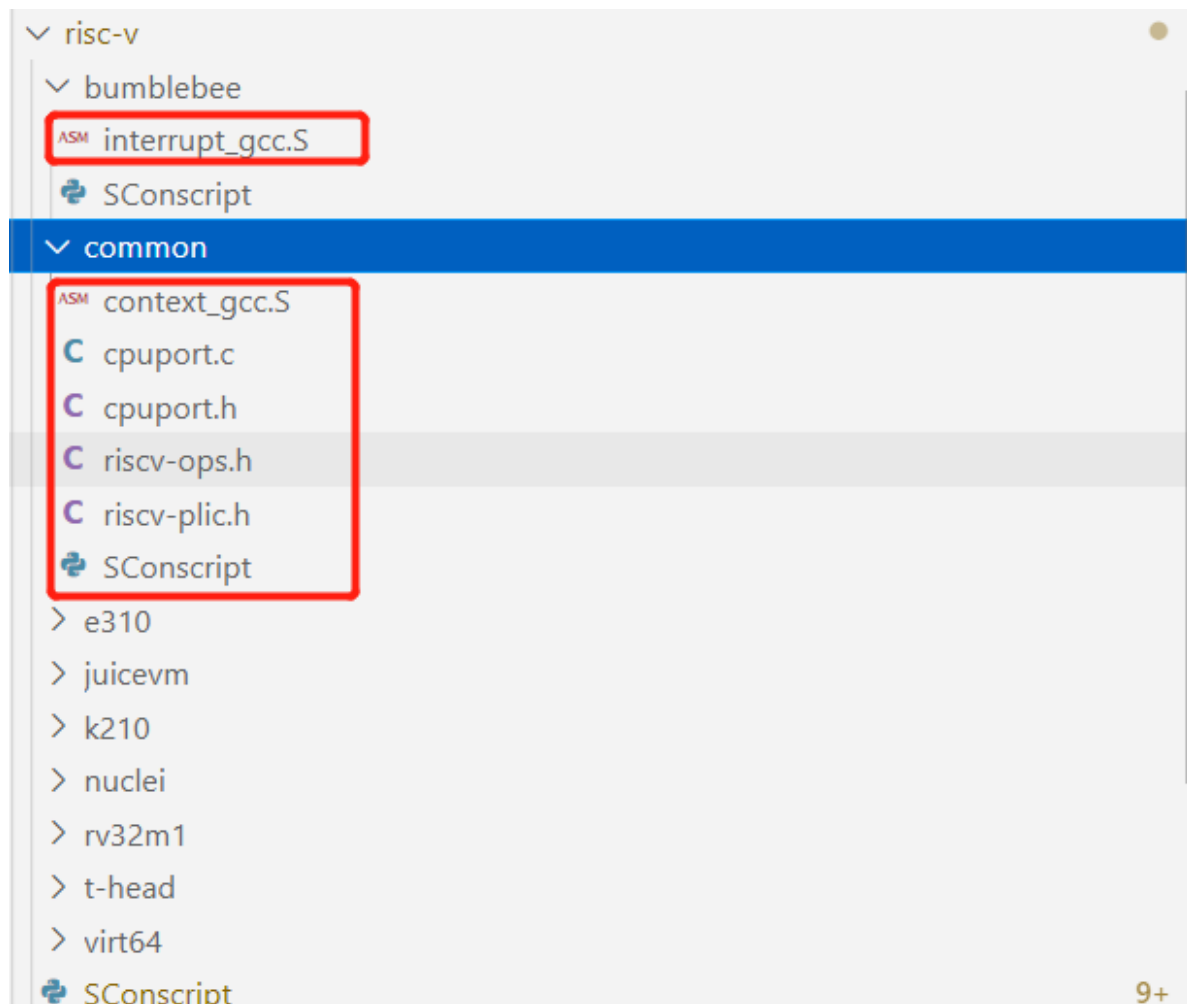 risc-v
bumblebee
ASM interrupt_gcc.S
SConscript
common
ASM context_gcc.S
C cpuport.c
C cpuport.h
C riscv-ops.h
C riscv-plic.h
SConscript
e310
juicevm
k210
nuclei
rv32m1
t-head
virt64
SConscript 9+